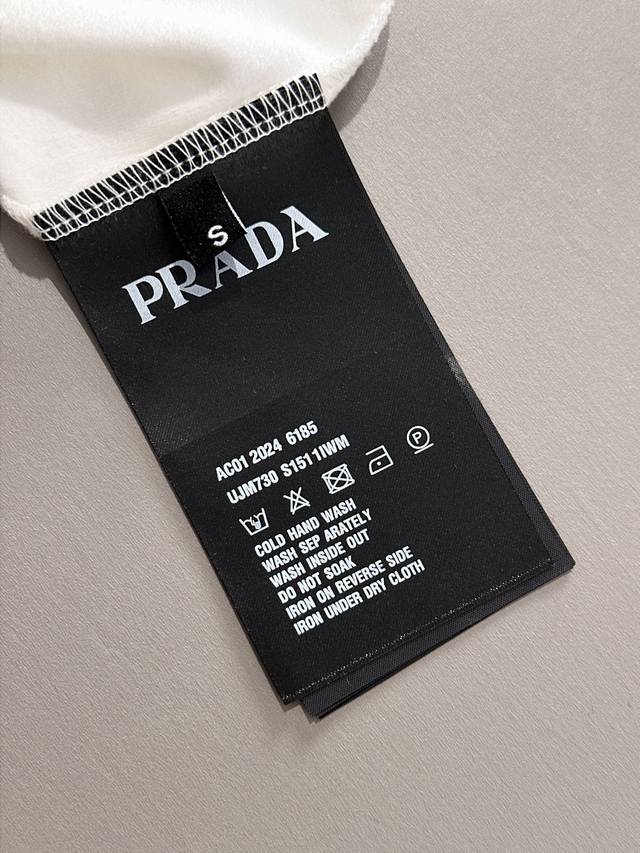 S
PRADA
AC01 2024 6185
UJM730 S151 1IWM
P
COLD HAND WASH
WASH SEP ARATELY
WASH INSIDE OUT
DO NOT SOAK
IRON ON REVERSE SIDE
IRON UNDER DRY CLOTH